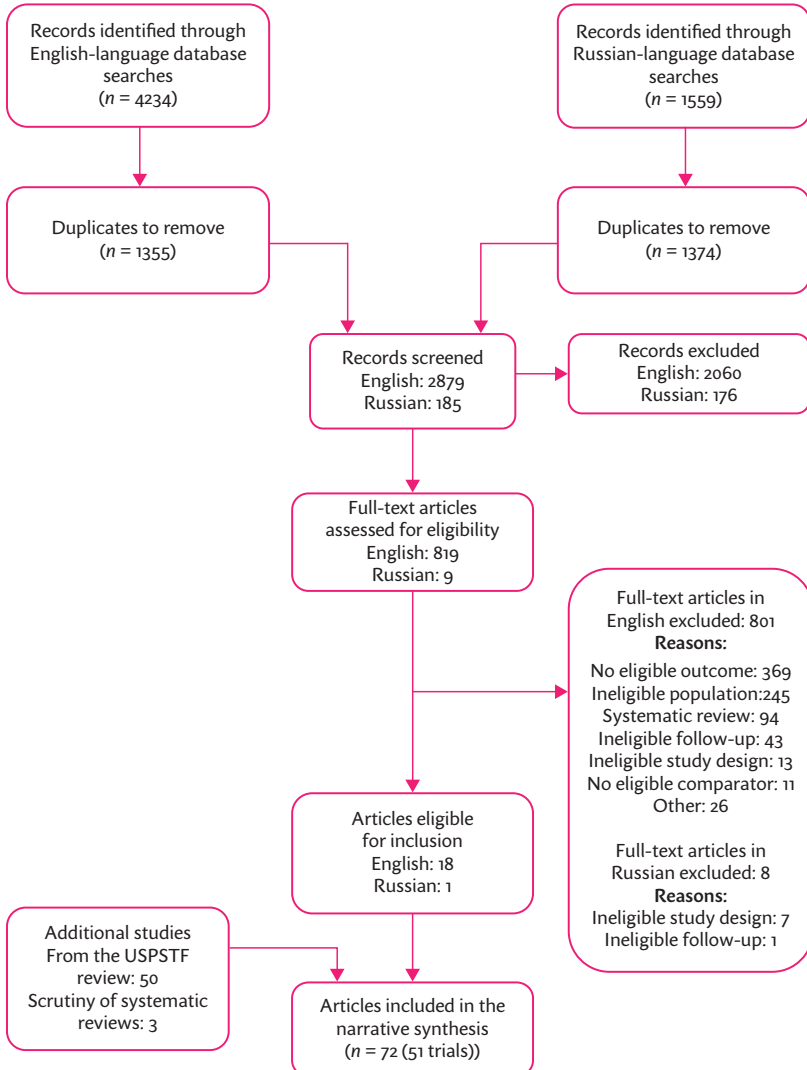 Records identified through
English-language database
searches
(n = 4234)
Records identified through
Russian-language database
searches
(n = 1559)
Duplicates to remove
(n = 1355)
Duplicates to remove
(n = 1374)
Records screened
English: 2879
Russian: 185
Records excluded
English: 2060
Russian: 176
Full-text articles
assessed for eligibility
English: 819
Russian: 9
Full-text articles in
English excluded: 801
Reasons:
No eligible outcome: 369
Ineligible population:245
Systematic review: 94
Ineligible follow-up: 43
Ineligible study design: 13
No eligible comparator: 11
Other: 26
Full-text articles in
Russian excluded: 8
Reasons:
Ineligible study design: 7
Ineligible follow-up: 1
Articles eligible
for inclusion
English: 18
Russian: 1
Additional studies
From the USPSTF
review: 50
Scrutiny of systematic
reviews: 3
Articles included in the
narrative synthesis
(n = 72 (51 trials))